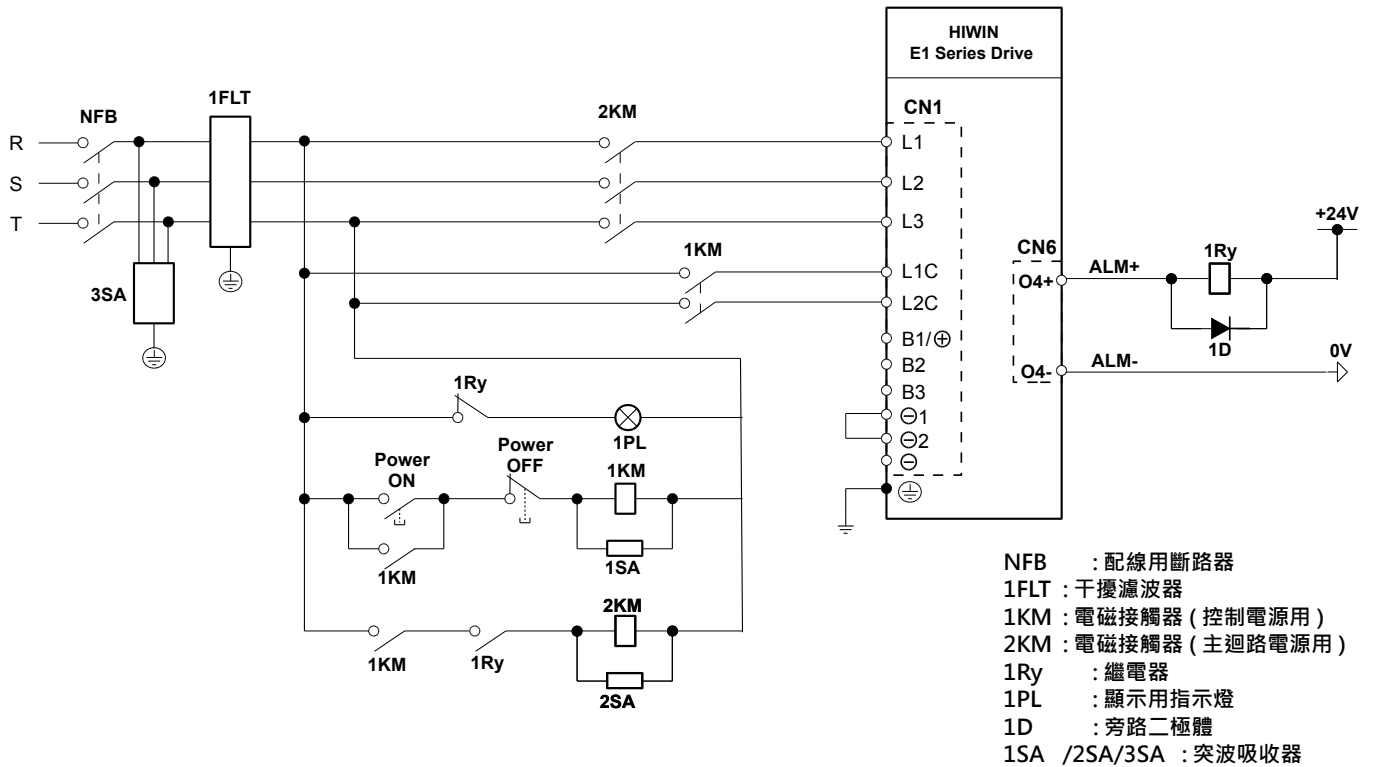 HIWIN
E1 Series Drive
1FLT
NFB
2KM
CN1
R
L1
S
L2
T
L3
+24V
1KM
CN6
1Ry
L1C
ALM+
O4+
3SA
L2C
B1/⊕
1D
0V
B2
ALM-
O4-
1Ry
B3
⊖1
1PL
⊖2
Power
ON
Power
OFF
1KM
⊖
1KM
1SA
2KM
1KM
1Ry
2SA
NFB : 配線用斷路器
1FLT : 干擾濾波器
1KM : 電磁接觸器 ( 控制電源用 )
2KM : 電磁接觸器 ( 主迴路電源用 )
1Ry : 繼電器
1PL : 顯示用指示燈
1D : 旁路二極體
1SA /2SA/3SA : 突波吸收器